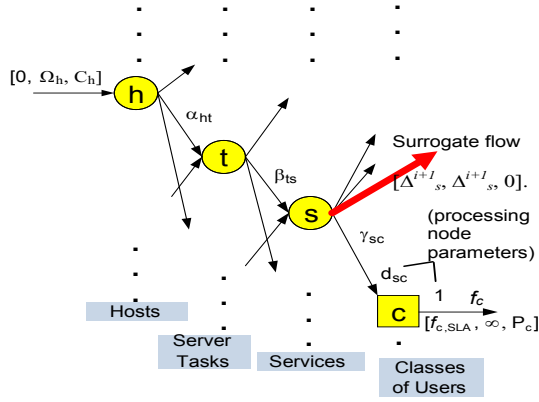 [0, Ωh, Ch]
h
αht
t
Surrogate flow
βts
[Δ^{i+1}_s, Δ^{i+1}_s, 0].
s
(processing
node
parameters)
γsc
dsc
1
fc
c
[fc,SLA, ∞, Pc]
Hosts
Server
Tasks
Services
Classes
of Users